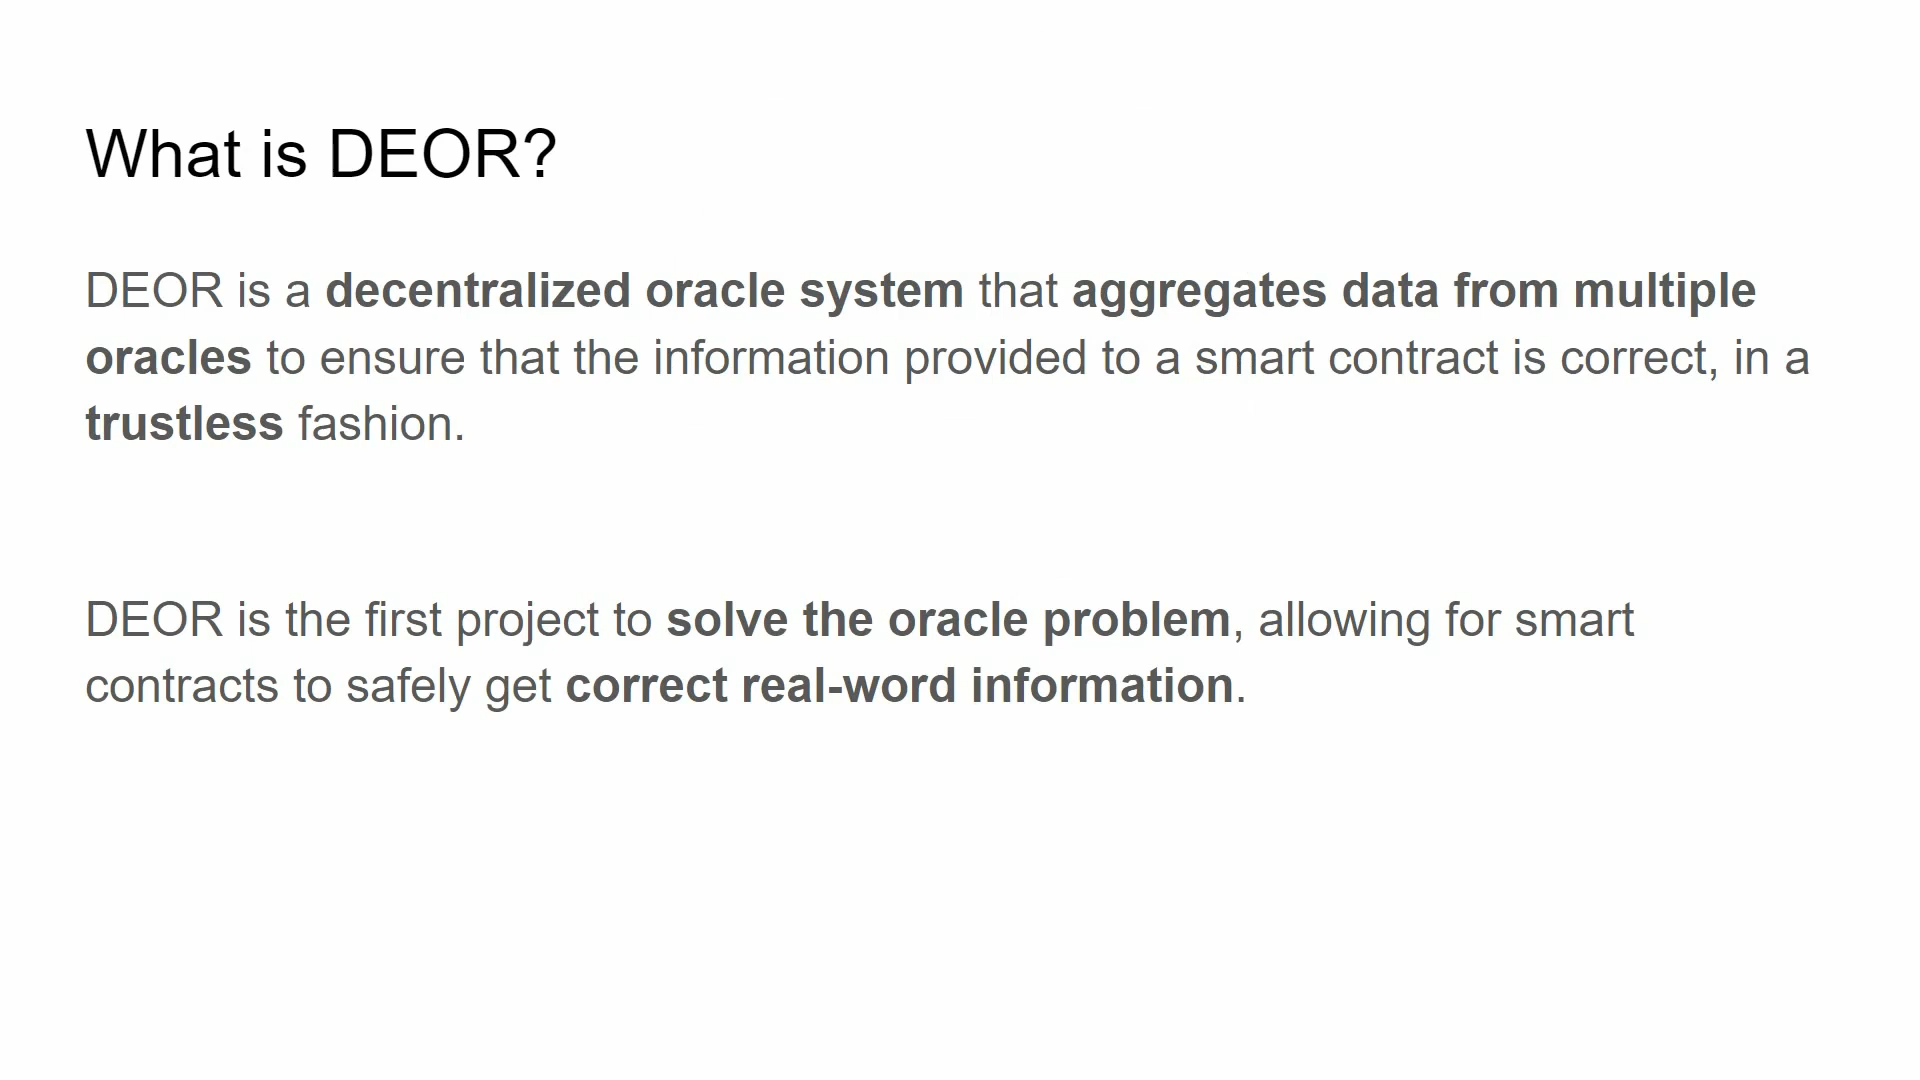 What is DEOR?
DEOR is a decentralized oracle system that aggregates data from multiple
oracles to ensure that the information provided to a smart contract is correct, in a
trustless fashion.
DEOR is the first project to solve the oracle problem, allowing for smart
contracts to safely get correct real-word information.